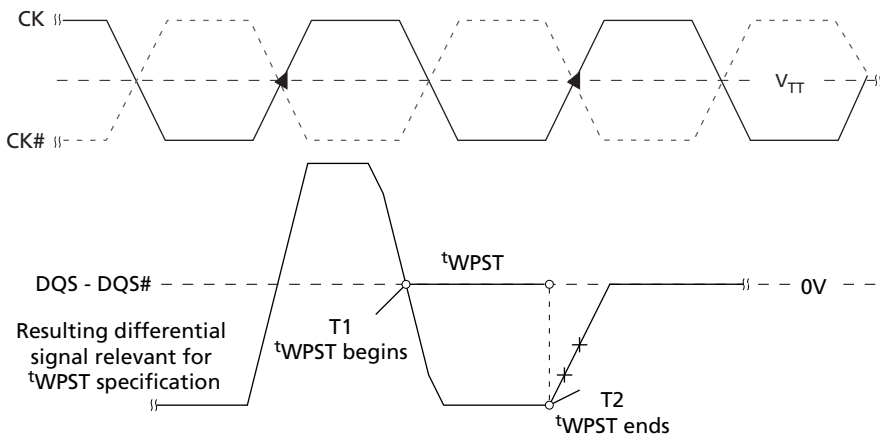 CK
V_TT
CK#
tWPST
DQS - DQS#
0V
T1
tWPST begins
Resulting differential
signal relevant for
tWPST specification
T2
tWPST ends